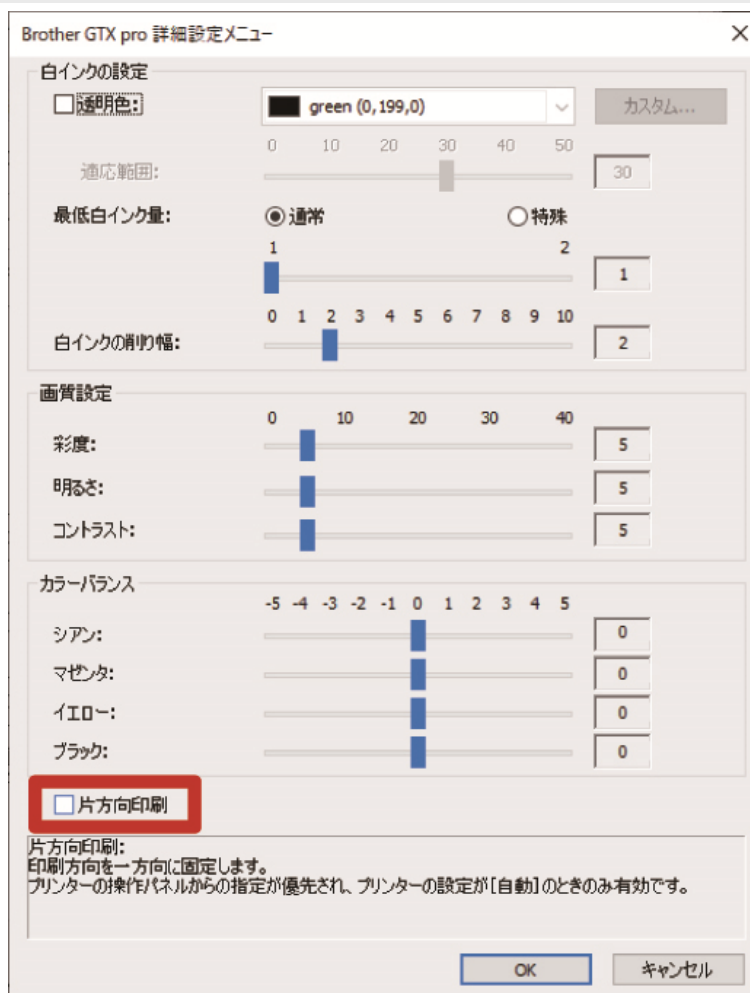 Brother GTX pro 詳細設定メニュー
白インクの設定
透明色: green (0,199,0) カスタム...
0 10 20 30 40 50
適応範囲: 30
最低白インク量: 通常 特殊
1 2
1
0 1 2 3 4 5 6 7 8 9 10
白インクの削り幅: 2
画質設定
0 10 20 30 40
彩度: 5
明るさ: 5
コントラスト: 5
カラーバランス
-5 -4 -3 -2 -1 0 1 2 3 4 5
シアン: 0
マゼンタ: 0
イエロー: 0
ブラック: 0
片方向印刷
片方向印刷:
印刷方向を一方向に固定します。
プリンターの操作パネルからの指定が優先され、プリンターの設定が[自動]のときのみ有効です。
OK キャンセル